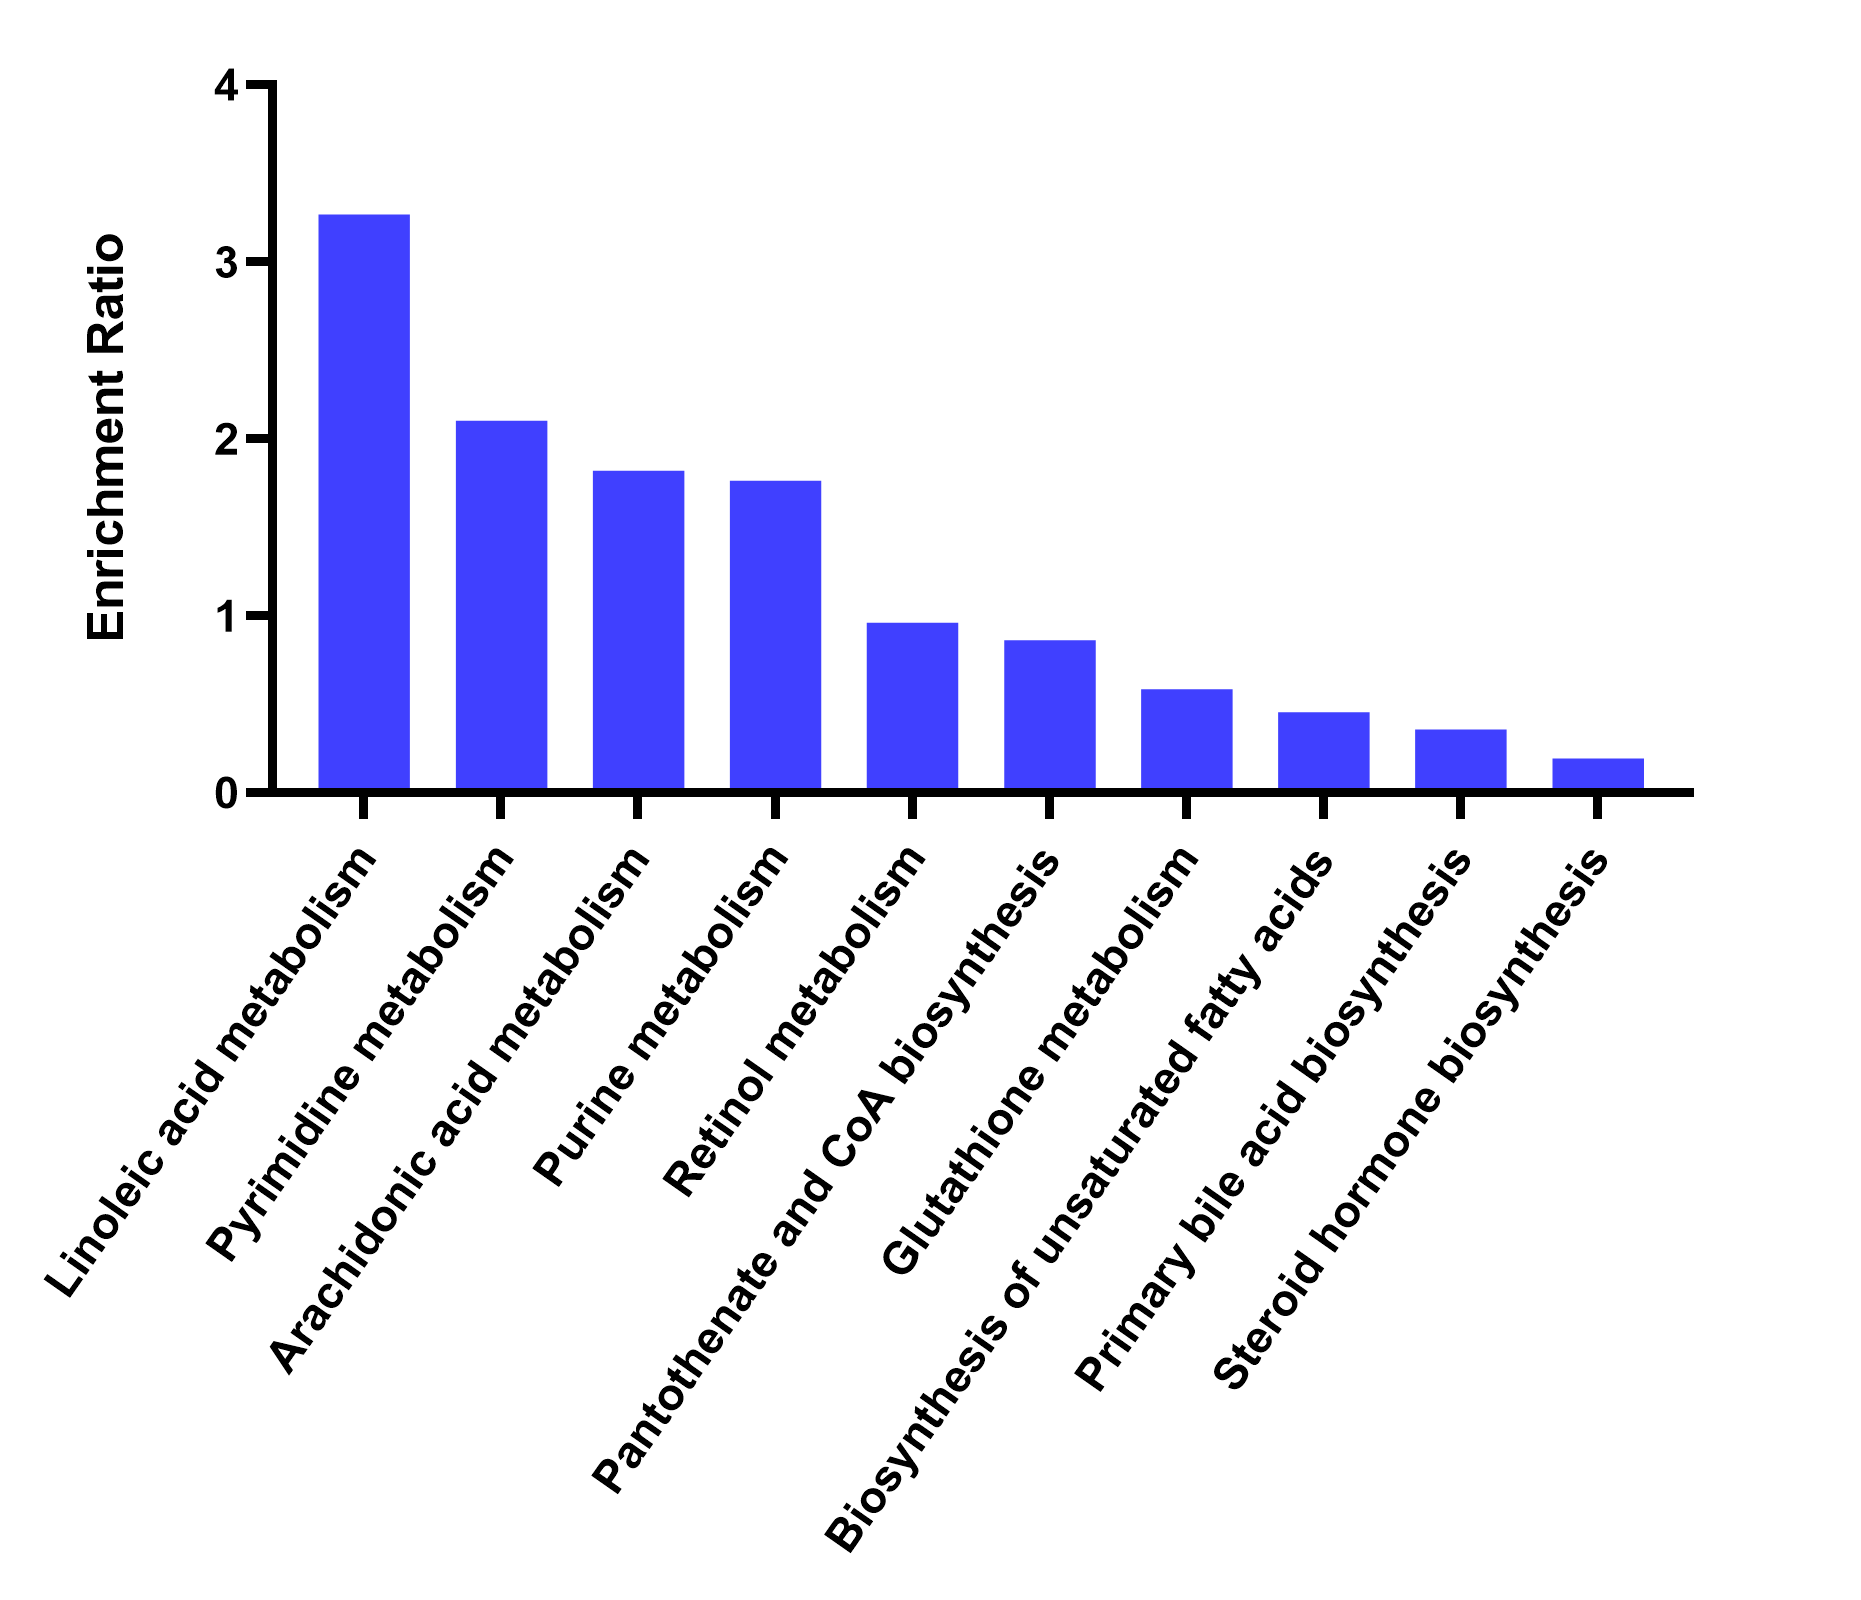 Enrichment Ratio
4
3
2
1
0
Linoleic acid metabolism
Pyrimidine metabolism
Arachidonic acid metabolism
Purine metabolism
Retinol metabolism
Pantothenate and CoA biosynthesis
Glutathione metabolism
Biosynthesis of unsaturated fatty acids
Primary bile acid biosynthesis
Steroid hormone biosynthesis